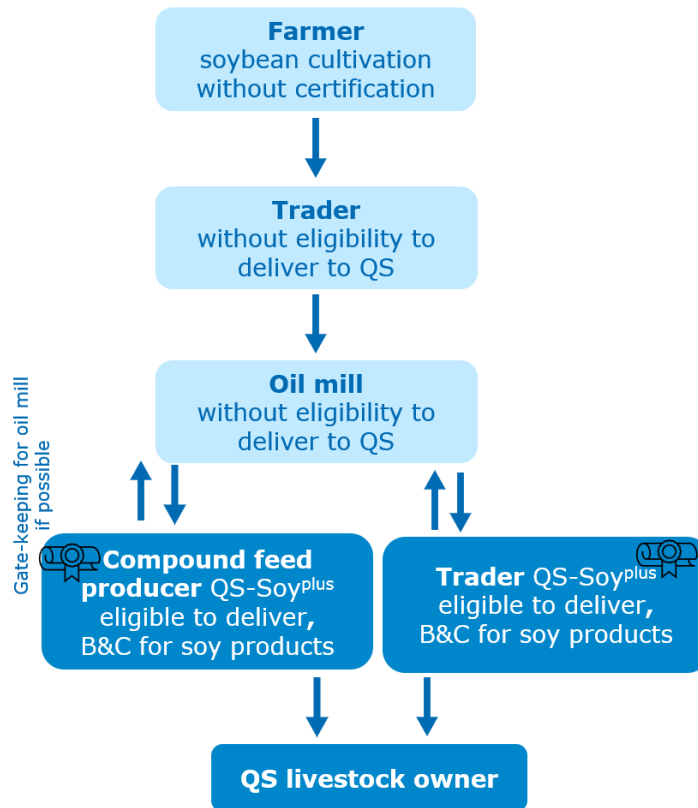 Farmer
soybean cultivation
without certification
Trader
without eligibility to
deliver to QS
Oil mill
without eligibility to
deliver to QS
Gate-keeping for oil mill
if possible
Compound feed
producer QS-Soyplus
eligible to deliver,
B&C for soy products
Trader QS-Soyplus
eligible to deliver,
B&C for soy products
QS livestock owner